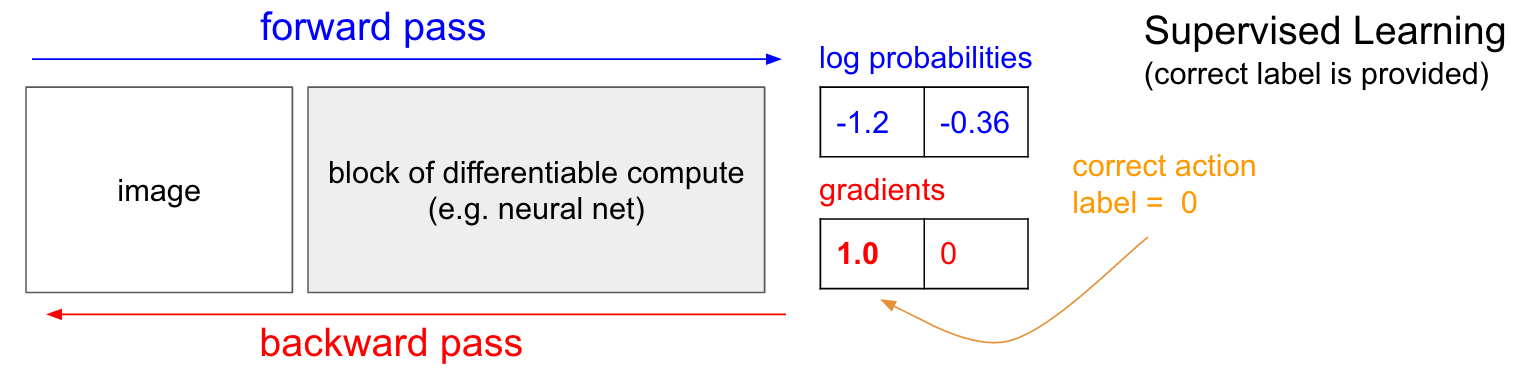 forward pass
Supervised Learning
(correct label is provided)
log probabilities
-1.2 -0.36
image
block of differentiable compute
(e.g. neural net)
gradients
1.0 0
correct action
label = 0
backward pass